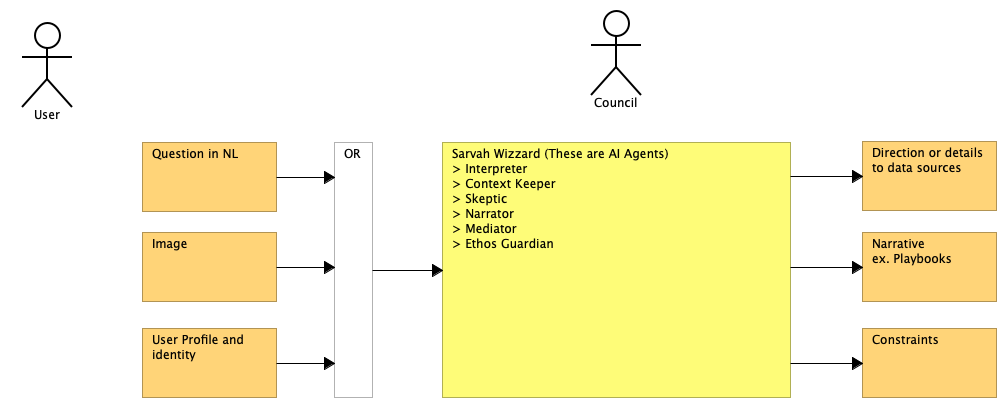 User
Council
Question in NL
Image
User Profile and
identity
OR
Sarvah Wizzard (These are AI Agents)
> Interpreter
> Context Keeper
> Skeptic
> Narrator
> Mediator
> Ethos Guardian
Direction or details
to data sources
Narrative
ex. Playbooks
Constraints